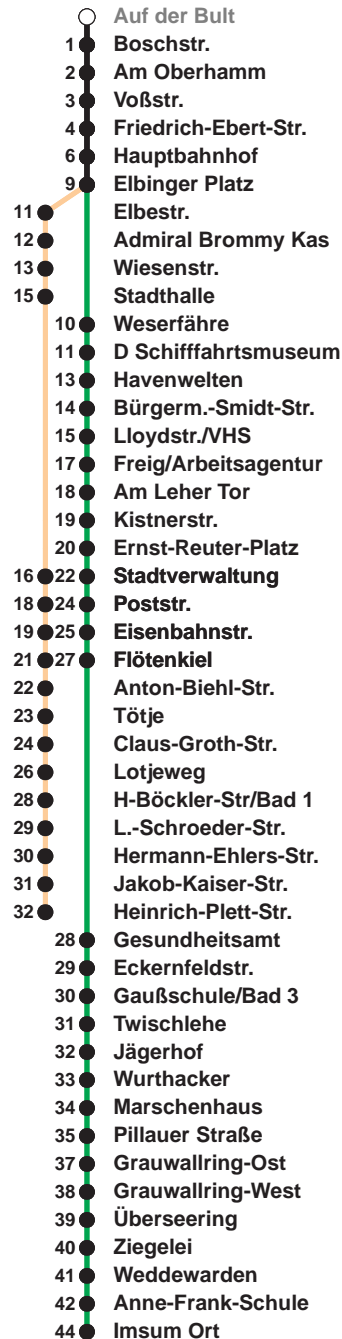 Auf der Bult
1 Boschstr.
2 Am Oberhamm
3 Voßstr.
4 Friedrich-Ebert-Str.
6 Hauptbahnhof
9 Elbinger Platz
11 Elbestr.
12 Admiral Brommy Kas
13 Wiesenstr.
15 Stadthalle
10 Weserfähre
11 D Schifffahrtsmuseum
13 Havenwelten
14 Bürgerm.-Smidt-Str.
15 Lloydstr./VHS
17 Freig/Arbeitsagentur
18 Am Leher Tor
19 Kistnerstr.
20 Ernst-Reuter-Platz
16 22 Stadtverwaltung
18 24 Poststr.
19 25 Eisenbahnstr.
21 27 Flötenkiel
22 Anton-Biehl-Str.
23 Tötje
24 Claus-Groth-Str.
26 Lotjeweg
28 H-Böckler-Str/Bad 1
29 L.-Schroeder-Str.
30 Hermann-Ehlers-Str.
31 Jakob-Kaiser-Str.
32 Heinrich-Plett-Str.
28 Gesundheitsamt
29 Eckernfeldstr.
30 Gaußschule/Bad 3
31 Twischlehe
32 Jägerhof
33 Wurthacker
34 Marschenhaus
35 Pillauer Straße
37 Grauwallring-Ost
38 Grauwallring-West
39 Überseering
40 Ziegelei
41 Weddewarden
42 Anne-Frank-Schule
44 Imsum Ort